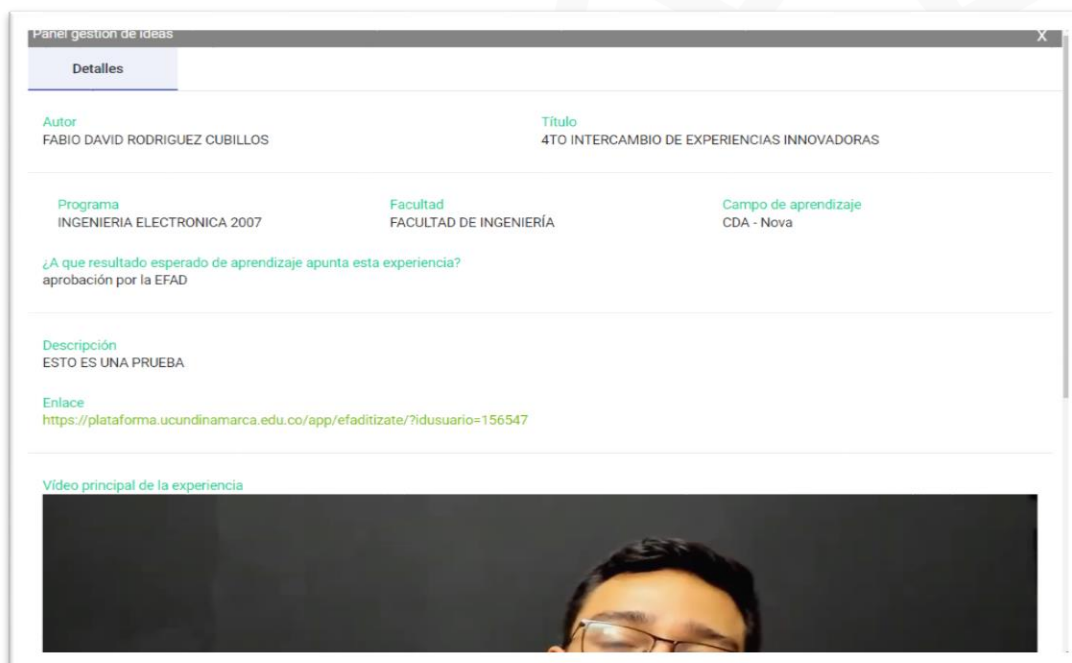 Panel gestión de ideas X
Detalles
Autor
FABIO DAVID RODRIGUEZ CUBILLOS
Título
4TO INTERCAMBIO DE EXPERIENCIAS INNOVADORAS
Programa
INGENIERIA ELECTRONICA 2007
Facultad
FACULTAD DE INGENIERÍA
Campo de aprendizaje
CDA - Nova
¿A que resultado esperado de aprendizaje apunta esta experiencia?
aprobación por la EFAD
Descripción
ESTO ES UNA PRUEBA
Enlace
https://plataforma.ucundinamarca.edu.co/app/efaditizate/?idusuario=156547
Vídeo principal de la experiencia